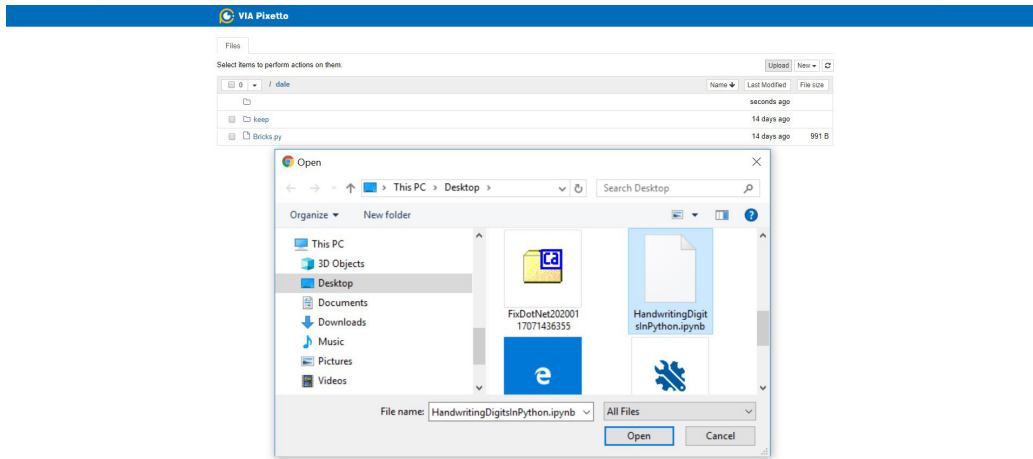 VIA Pixetto
Files
Select items to perform actions on them.
Upload New
0 / dale
Name Last Modified File size
seconds ago
keep 14 days ago
Bricks.py 14 days ago 991 B
Open
This PC > Desktop >
Search Desktop
Organize New folder
?
This PC
3D Objects
Desktop
Documents
Downloads
Music
Pictures
Videos
ca
FixDotNet202001
17071436355
HandwritingDigit
sInPython.ipynb
e
File name: HandwritingDigitsInPython.ipynb All Files
Open Cancel